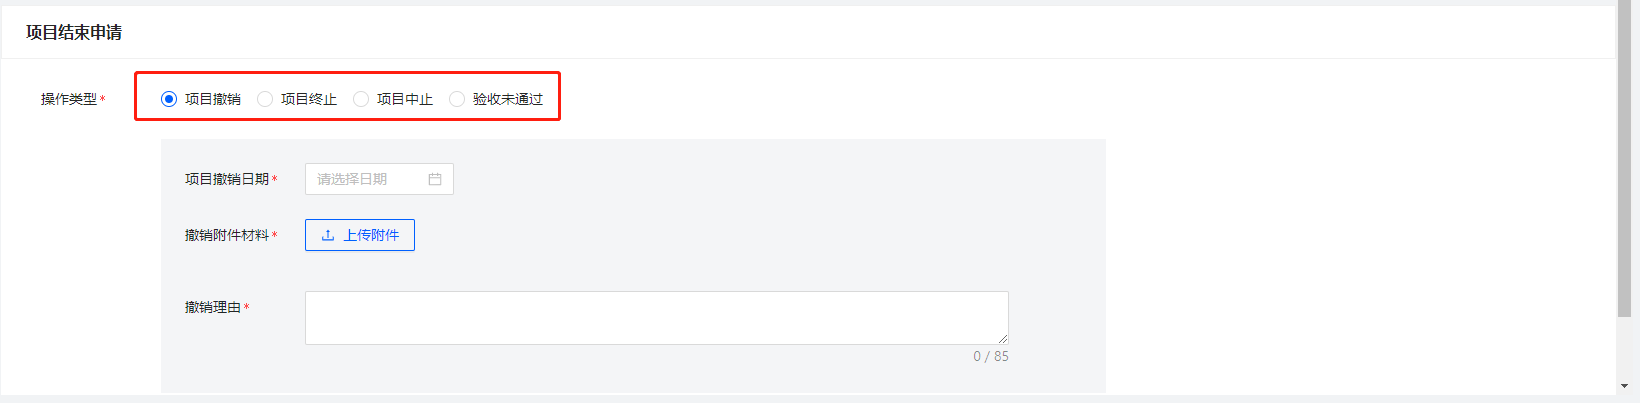 项目结束申请
操作类型* 项目撤销 项目终止 项目中止 验收未通过
项目撤销日期* 请选择日期
撤销附件材料* 上传附件
撤销理由*
0 / 85